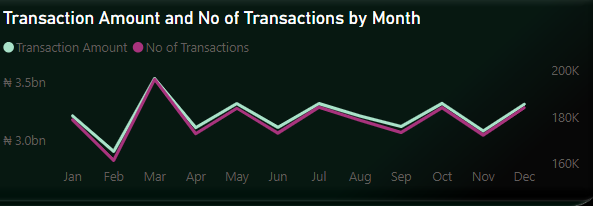 Transaction Amount and No of Transactions by Month
Transaction Amount No of Transactions
₦ 3.5bn
₦ 3.0bn
200K
180K
160K
Jan Feb Mar Apr May Jun Jul Aug Sep Oct Nov Dec